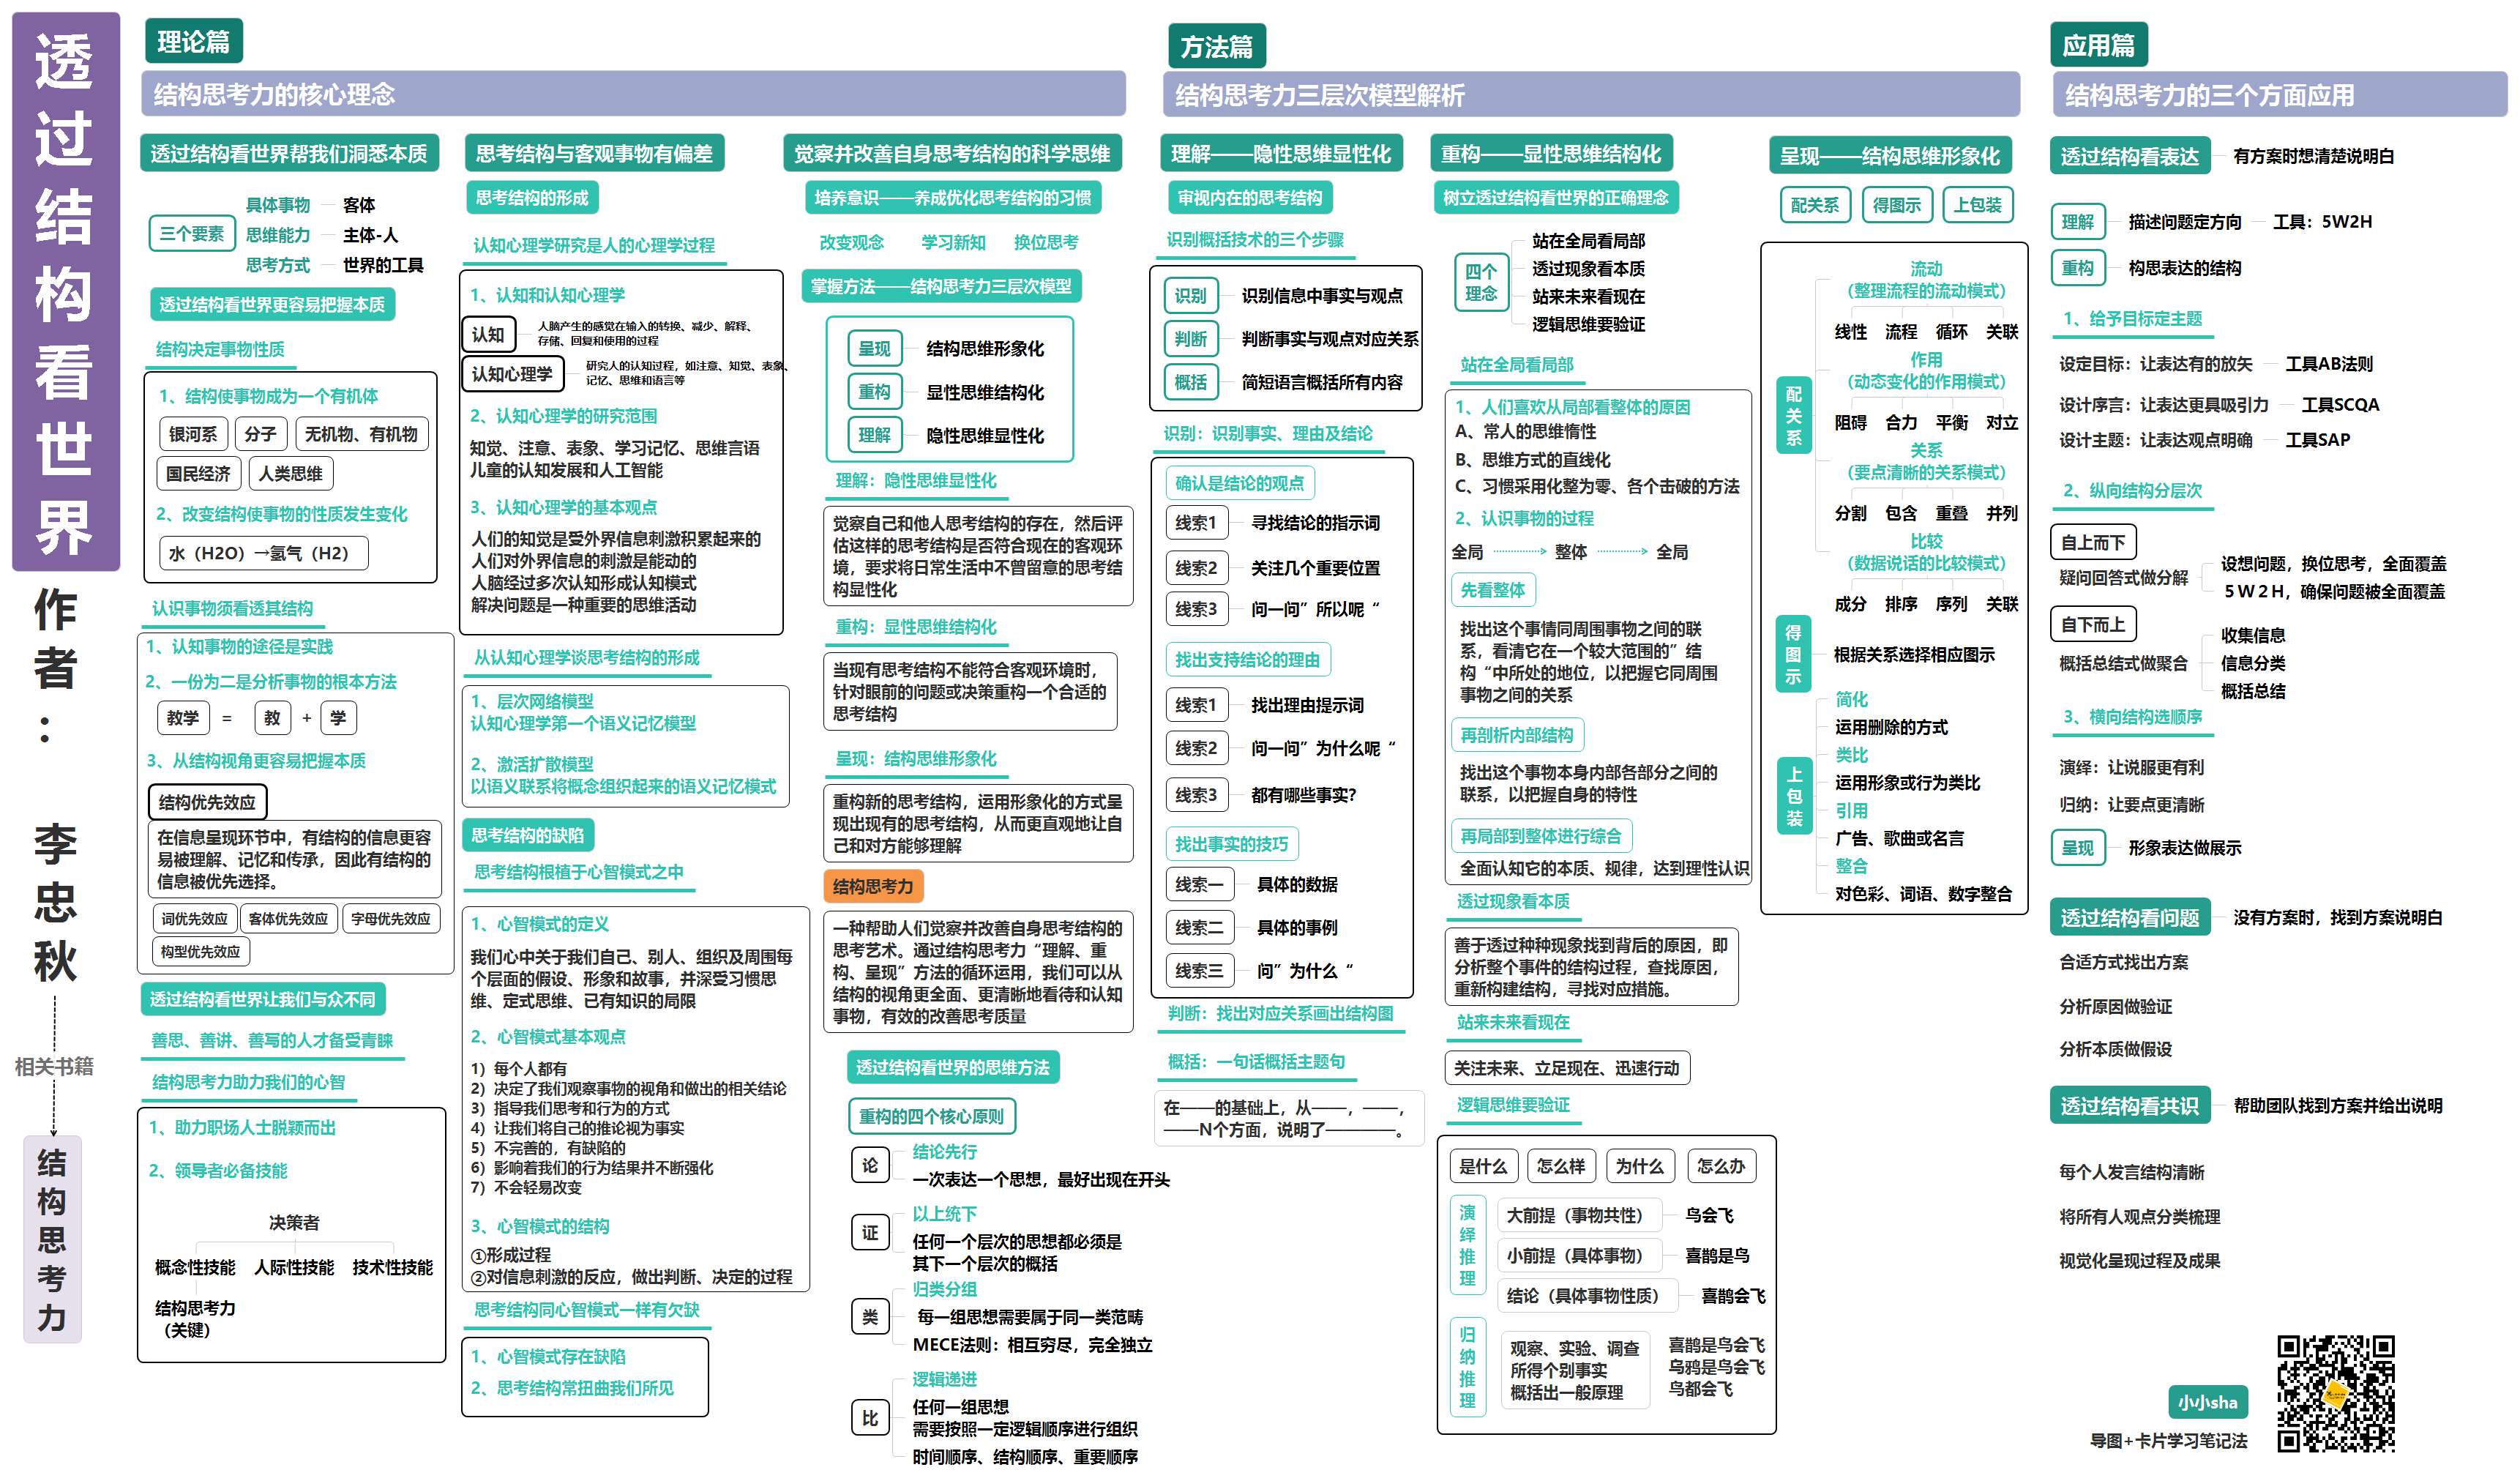 透过结构看世界
作者：李忠秋
相关书籍
结构思考力
理论篇
结构思考力的核心理念
透过结构看世界帮我们洞悉本质
三个要素
具体事物 客体
思维能力 主体-人
思考方式 世界的工具
透过结构看世界更容易把握本质
结构决定事物性质
1、结构使事物成为一个有机体
银河系 分子 无机物、有机物
国民经济 人类思维
2、改变结构使事物的性质发生变化
水（H2O）→氢气（H2）
认识事物须看透其结构
1、认知事物的途径是实践
2、一份为二是分析事物的根本方法
教学 = 教 + 学
3、从结构视角更容易把握本质
结构优先效应
在信息呈现环节中，有结构的信息更容
易被理解、记忆和传承，因此有结构的
信息被优先选择。
词优先效应 客体优先效应 字母优先效应
构型优先效应
透过结构看世界让我们与众不同
善思、善讲、善写的人才备受青睐
结构思考力助力我们的心智
1、助力职场人士脱颖而出
2、领导者必备技能
决策者
概念性技能 人际性技能 技术性技能
结构思考力
（关键）
思考结构与客观事物有偏差
思考结构的形成
认知心理学研究是人的心理学过程
1、认知和认知心理学
认知
人脑产生的感觉在输入的转换、减少、解释、
存储、回复和使用的过程
认知心理学
研究人的认知过程，如注意、知觉、表象、
记忆、思维和语言等
2、认知心理学的研究范围
知觉、注意、表象、学习记忆、思维言语
儿童的认知发展和人工智能
3、认知心理学的基本观点
人们的知觉是受外界信息刺激积累起来的
人们对外界信息的刺激是能动的
人脑经过多次认知形成认知模式
解决问题是一种重要的思维活动
从认知心理学谈思考结构的形成
1、层次网络模型
认知心理学第一个语义记忆模型
2、激活扩散模型
以语义联系将概念组织起来的语义记忆模式
思考结构的缺陷
思考结构根植于心智模式之中
1、心智模式的定义
我们心中关于我们自己、别人、组织及周围每
个层面的假设、形象和故事，并深受习惯思
维、定式思维、已有知识的局限
2、心智模式基本观点
1）每个人都有
2）决定了我们观察事物的视角和做出的相关结论
3）指导我们思考和行为的方式
4）让我们将自己的推论视为事实
5）不完善的，有缺陷的
6）影响着我们的行为结果并不断强化
7）不会轻易改变
3、心智模式的结构
①形成过程
②对信息刺激的反应，做出判断、决定的过程
思考结构同心智模式一样有欠缺
1、心智模式存在缺陷
2、思考结构常扭曲我们所见
觉察并改善自身思考结构的科学思维
培养意识——养成优化思考结构的习惯
改变观念 学习新知 换位思考
掌握方法——结构思考力三层次模型
呈现 结构思维形象化
重构 显性思维结构化
理解 隐性思维显性化
理解：隐性思维显性化
觉察自己和他人思考结构的存在，然后评
估这样的思考结构是否符合现在的客观环
境，要求将日常生活中不曾留意的思考结
构显性化
重构：显性思维结构化
当现有思考结构不能符合客观环境时，
针对眼前的问题或决策重构一个合适的
思考结构
呈现：结构思维形象化
重构新的思考结构，运用形象化的方式呈
现出现有的思考结构，从而更直观地让自
己和对方能够理解
结构思考力
一种帮助人们觉察并改善自身思考结构的
思考艺术。通过结构思考力“理解、重
构、呈现”方法的循环运用，我们可以从
结构的视角更全面、更清晰地看待和认知
事物，有效的改善思考质量
透过结构看世界的思维方法
重构的四个核心原则
论
结论先行
一次表达一个思想，最好出现在开头
证
以上统下
任何一个层次的思想都必须是
其下一个层次的概括
类
归类分组
每一组思想需要属于同一类范畴
MECE法则：相互穷尽，完全独立
比
逻辑递进
任何一组思想
需要按照一定逻辑顺序进行组织
时间顺序、结构顺序、重要顺序
方法篇
结构思考力三层次模型解析
理解——隐性思维显性化
审视内在的思考结构
识别概括技术的三个步骤
识别 识别信息中事实与观点
判断 判断事实与观点对应关系
概括 简短语言概括所有内容
识别：识别事实、理由及结论
确认是结论的观点
线索1 寻找结论的指示词
线索2 关注几个重要位置
线索3 问一问”所以呢“
找出支持结论的理由
线索1 找出理由提示词
线索2 问一问”为什么呢“
线索3 都有哪些事实?
找出事实的技巧
线索一 具体的数据
线索二 具体的事例
线索三 问”为什么“
判断：找出对应关系画出结构图
概括：一句话概括主题句
在——的基础上，从——，——，
——N个方面，说明了————。
重构——显性思维结构化
树立透过结构看世界的正确理念
四个
理念
站在全局看局部
透过现象看本质
站来未来看现在
逻辑思维要验证
站在全局看局部
1、人们喜欢从局部看整体的原因
A、常人的思维惰性
B、思维方式的直线化
C、习惯采用化整为零、各个击破的方法
2、认识事物的过程
全局 整体 全局
先看整体
找出这个事情同周围事物之间的联
系，看清它在一个较大范围的”结
构“中所处的地位，以把握它同周围
事物之间的关系
再剖析内部结构
找出这个事物本身内部各部分之间的
联系，以把握自身的特性
再局部到整体进行综合
全面认知它的本质、规律，达到理性认识
透过现象看本质
善于透过种种现象找到背后的原因，即
分析整个事件的结构过程，查找原因，
重新构建结构，寻找对应措施。
站来未来看现在
关注未来、立足现在、迅速行动
逻辑思维要验证
是什么 怎么样 为什么 怎么办
演绎推理
大前提（事物共性） 鸟会飞
小前提（具体事物） 喜鹊是鸟
结论（具体事物性质） 喜鹊会飞
归纳推理
观察、实验、调查
所得个别事实
概括出一般原理
喜鹊是鸟会飞
乌鸦是鸟会飞
鸟都会飞
呈现——结构思维形象化
配关系 得图示 上包装
配关系
流动
（整理流程的流动模式）
线性 流程 循环 关联
作用
（动态变化的作用模式）
阻碍 合力 平衡 对立
关系
（要点清晰的关系模式）
分割 包含 重叠 并列
比较
（数据说话的比较模式）
成分 排序 序列 关联
得图示
根据关系选择相应图示
上包装
简化
运用删除的方式
类比
运用形象或行为类比
引用
广告、歌曲或名言
整合
对色彩、词语、数字整合
应用篇
结构思考力的三个方面应用
透过结构看表达 有方案时想清楚说明白
理解 描述问题定方向 工具：5W2H
重构 构思表达的结构
1、给予目标定主题
设定目标：让表达有的放矢 工具AB法则
设计序言：让表达更具吸引力 工具SCQA
设计主题：让表达观点明确 工具SAP
2、纵向结构分层次
自上而下
疑问回答式做分解
设想问题，换位思考，全面覆盖
5W2H，确保问题被全面覆盖
自下而上
概括总结式做聚合
收集信息
信息分类
概括总结
3、横向结构选顺序
演绎：让说服更有利
归纳：让要点更清晰
呈现 形象表达做展示
透过结构看问题 没有方案时，找到方案说明白
合适方式找出方案
分析原因做验证
分析本质做假设
透过结构看共识 帮助团队找到方案并给出说明
每个人发言结构清晰
将所有人观点分类梳理
视觉化呈现过程及成果
小小sha
导图+卡片学习笔记法